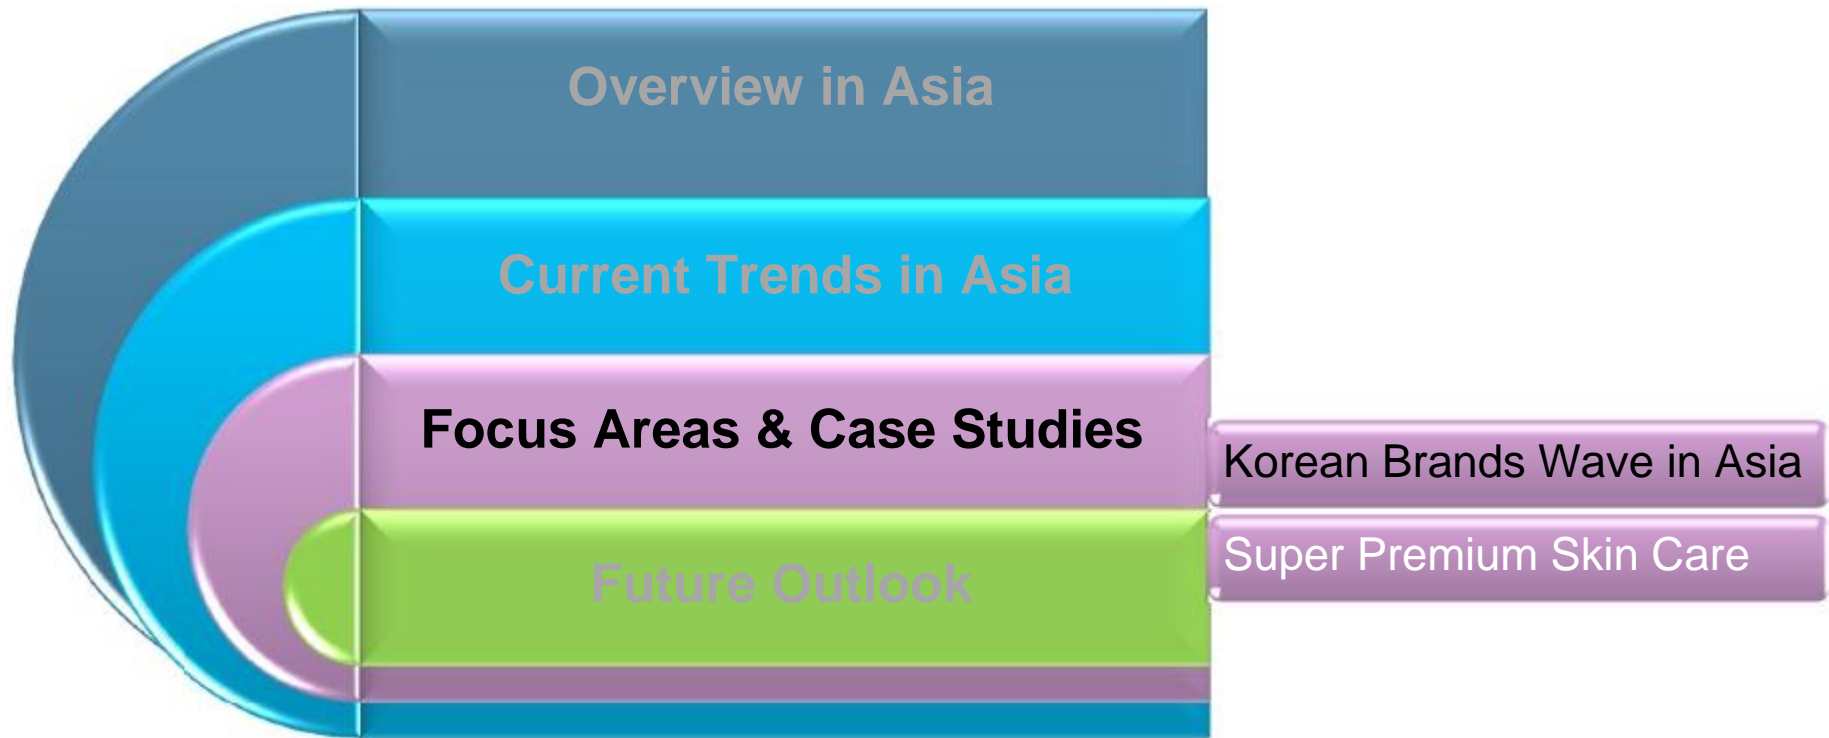 Overview in Asia
Current Trends in Asia
Focus Areas & Case Studies
Korean Brands Wave in Asia
Super Premium Skin Care
Future Outlook